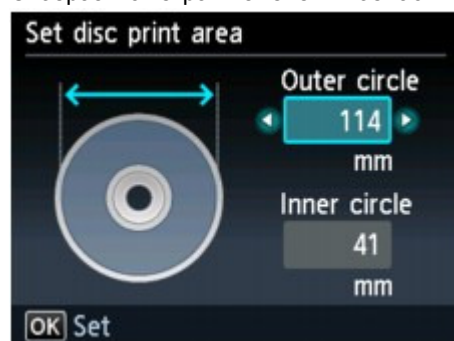 Set disc print area
Outer circle
114
mm
Inner circle
41
mm
OK Set